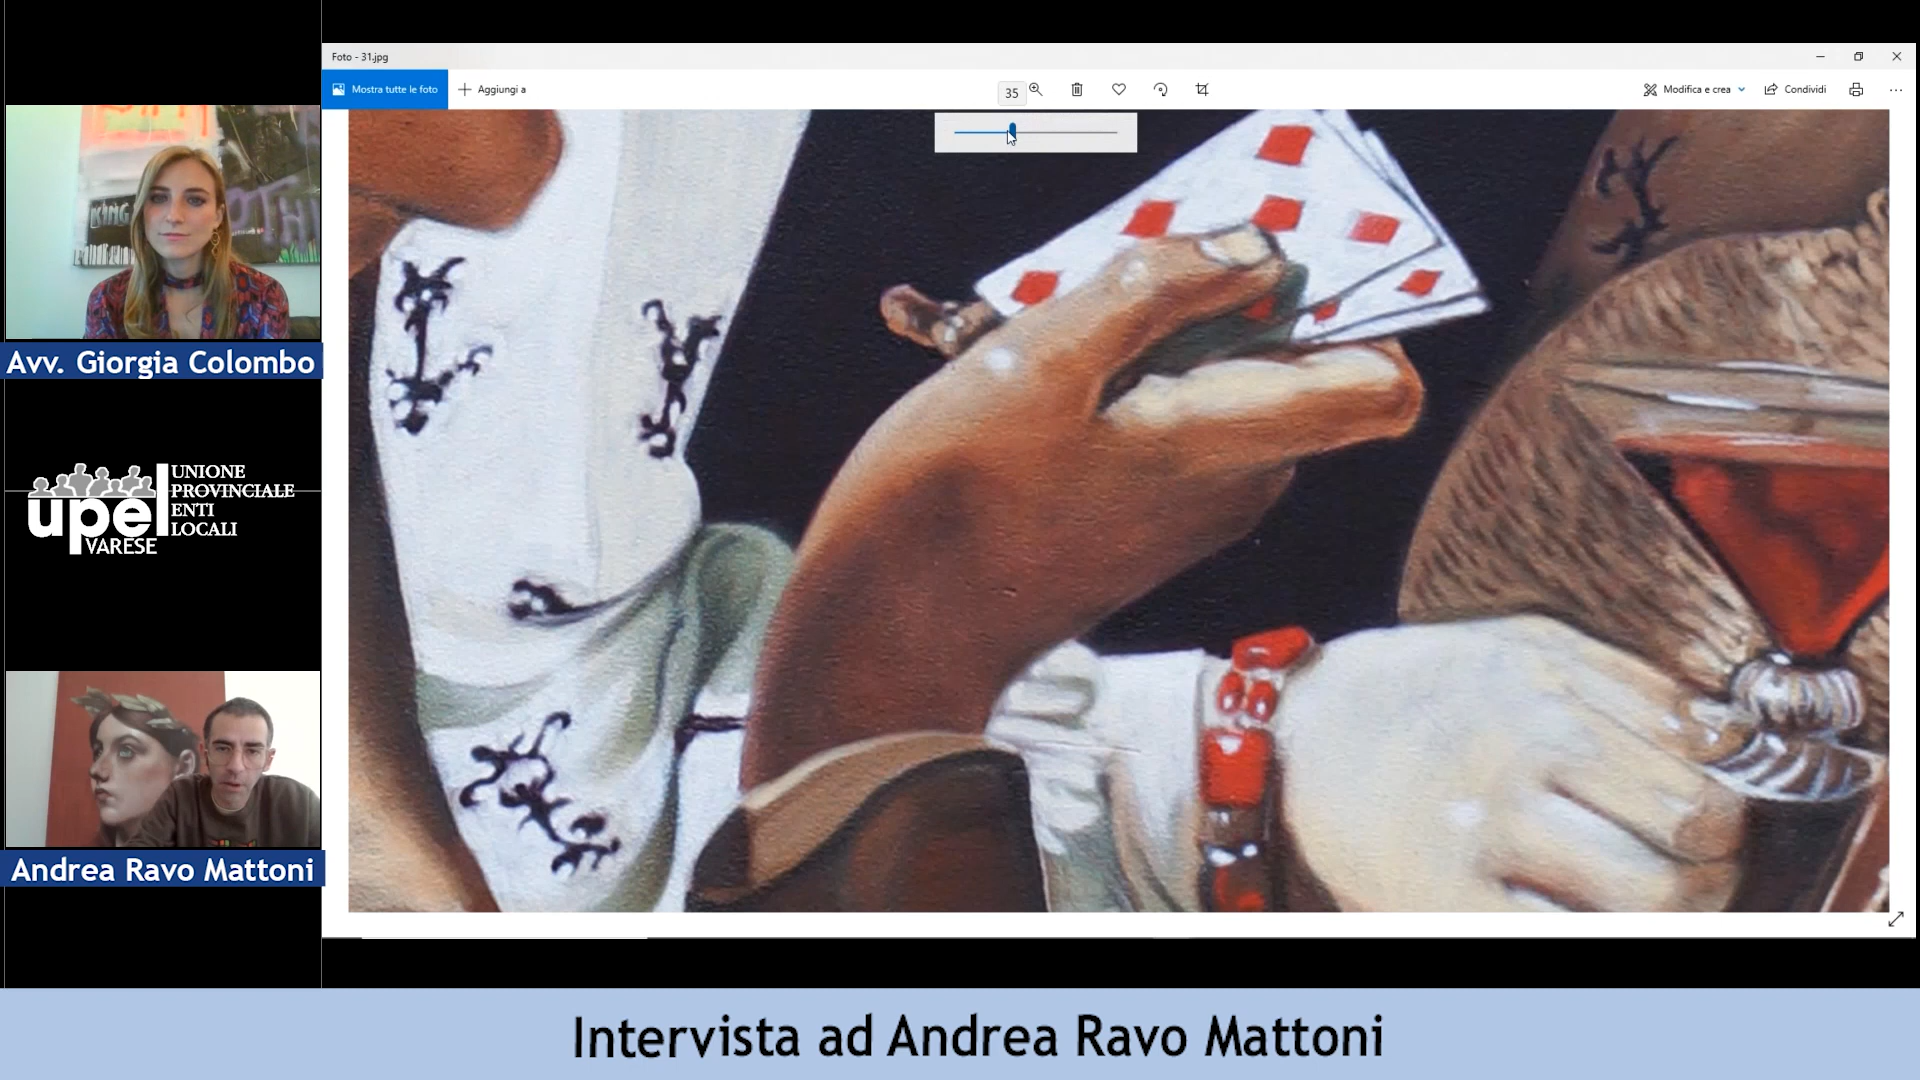 Foto - 31.jpg
Mostra tutte le foto
Aggiungi a
35
Modifica e crea
Condividi
KING
Avv. Giorgia Colombo
upel
UNIONE
PROVINCIALE
ENTI
LOCALI
VARESE
Andrea Ravo Mattoni
Intervista ad Andrea Ravo Mattoni